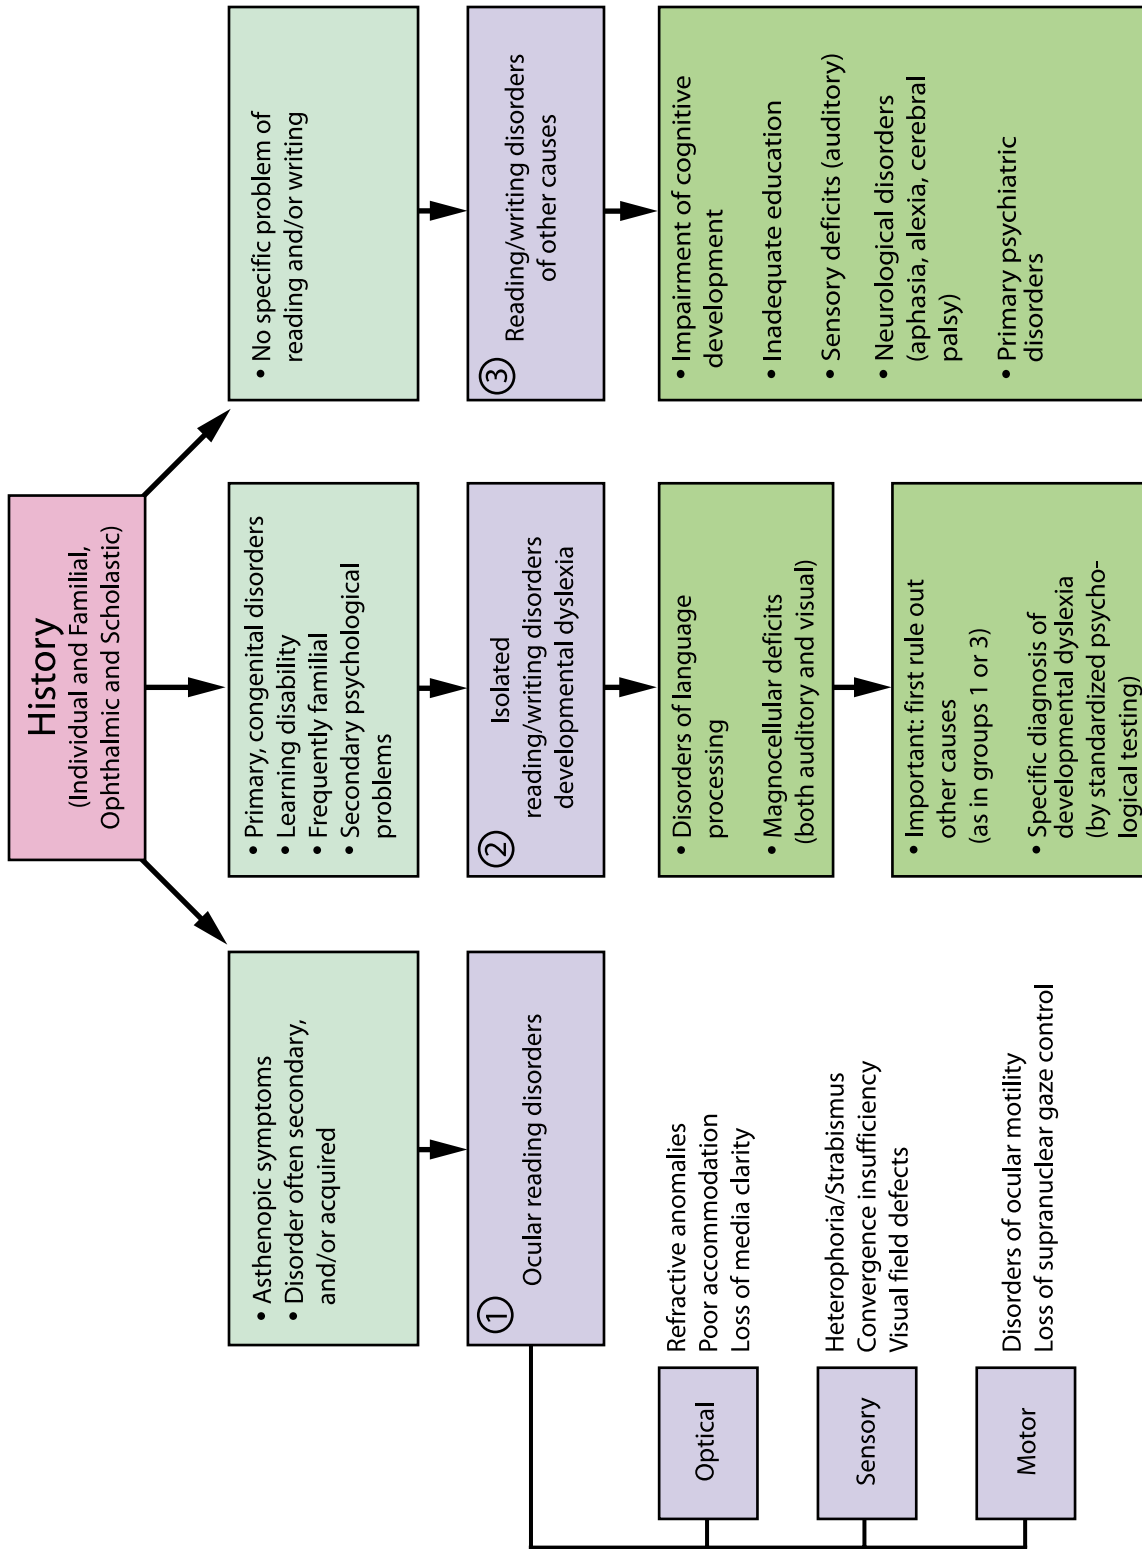 History
(Individual and Familial,
Ophthalmic and Scholastic)
• Asthenopic symptoms
• Disorder often secondary,
and/or acquired
• Primary, congenital disorders
• Learning disability
• Frequently familial
• Secondary psychological
problems
• No specific problem of
reading and/or writing
1
Ocular reading disorders
2
Isolated
reading/writing disorders
developmental dyslexia
3
Reading/writing disorders
of other causes
Optical
Refractive anomalies
Poor accommodation
Loss of media clarity
Sensory
Heterophoria/Strabismus
Convergence insufficiency
Visual field defects
Motor
Disorders of ocular motility
Loss of supranuclear gaze control
• Disorders of language
processing
• Magnocellular deficits
(both auditory and visual)
• Important: first rule out
other causes
(as in groups 1 or 3)
• Specific diagnosis of
developmental dyslexia
(by standardized psycho-
logical testing)
• Impairment of cognitive
development
• Inadequate education
• Sensory deficits (auditory)
• Neurological disorders
(aphasia, alexia, cerebral
palsy)
• Primary psychiatric
disorders